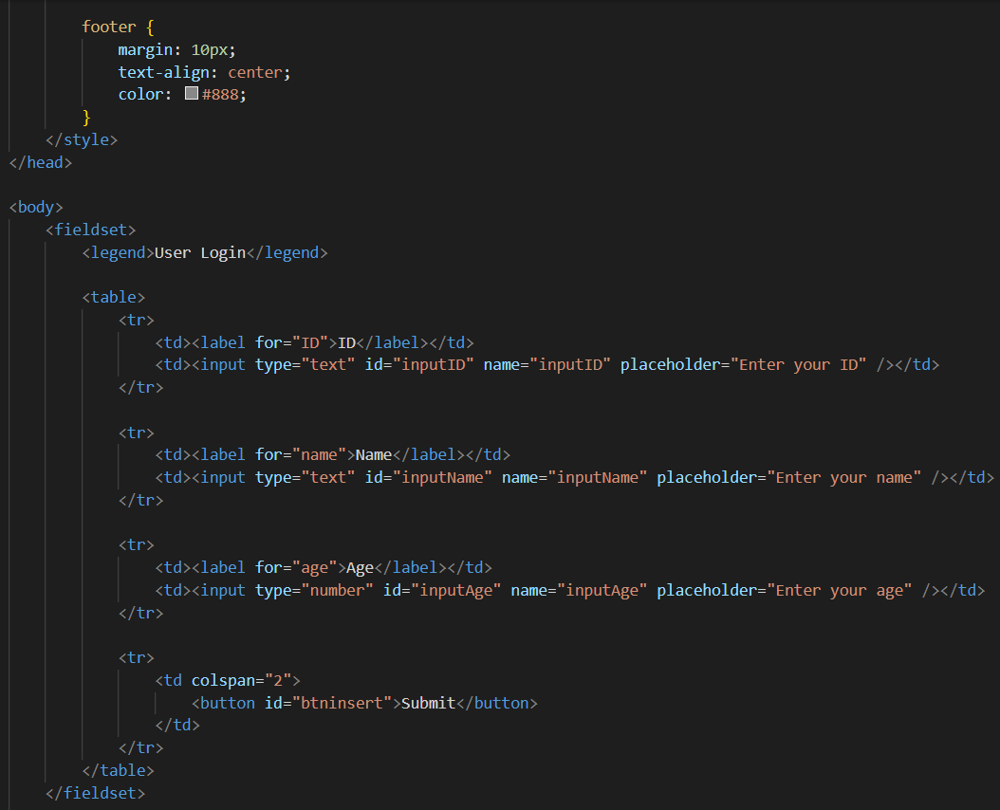 footer {
margin: 10px;
text-align: center;
color: #888;
}
</style>
</head>
<body>
<fieldset>
<legend>User Login</legend>
<table>
<tr>
<td><label for="ID">ID</label></td>
<td><input type="text" id="inputID" name="inputID" placeholder="Enter your ID" /></td>
</tr>
<tr>
<td><label for="name">Name</label></td>
<td><input type="text" id="inputName" name="inputName" placeholder="Enter your name" /></td>
</tr>
<tr>
<td><label for="age">Age</label></td>
<td><input type="number" id="inputAge" name="inputAge" placeholder="Enter your age" /></td>
</tr>
<tr>
<td colspan="2">
<button id="btninsert">Submit</button>
</td>
</tr>
</table>
</fieldset>